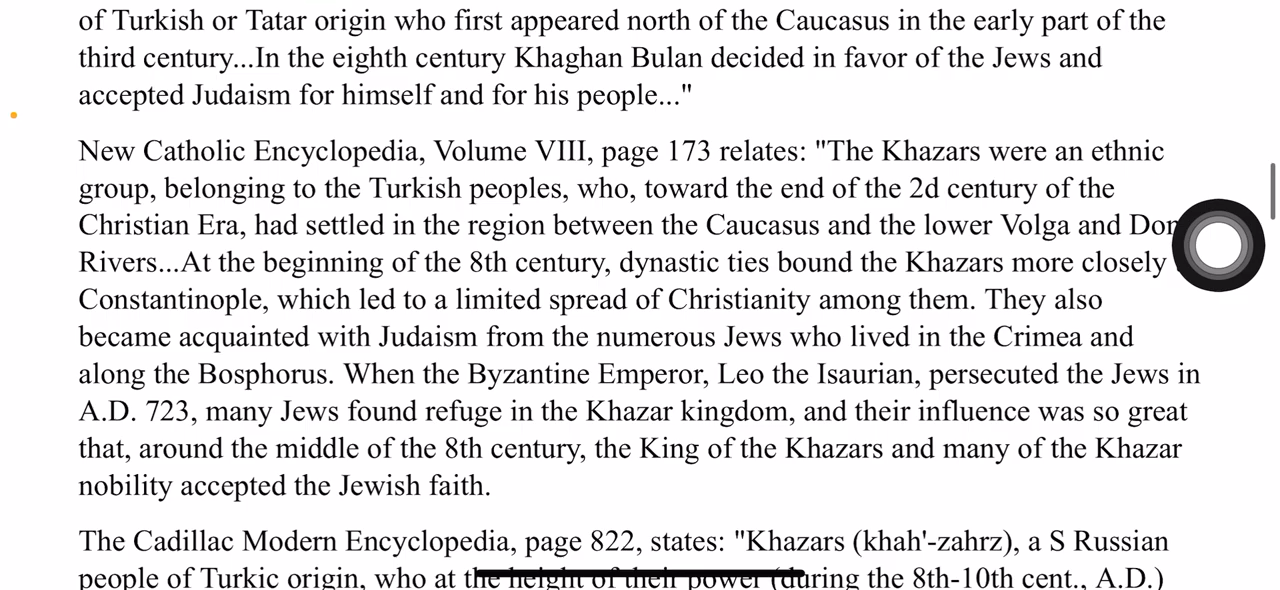 of Turkish or Tatar origin who first appeared north of the Caucasus in the early part of the
third century...In the eighth century Khaghan Bulan decided in favor of the Jews and
accepted Judaism for himself and for his people..."
New Catholic Encyclopedia, Volume VIII, page 173 relates: "The Khazars were an ethnic
group, belonging to the Turkish peoples, who, toward the end of the 2d century of the
Christian Era, had settled in the region between the Caucasus and the lower Volga and Don
Rivers...At the beginning of the 8th century, dynastic ties bound the Khazars more closely
Constantinople, which led to a limited spread of Christianity among them. They also
became acquainted with Judaism from the numerous Jews who lived in the Crimea and
along the Bosphorus. When the Byzantine Emperor, Leo the Isaurian, persecuted the Jews in
A.D. 723, many Jews found refuge in the Khazar kingdom, and their influence was so great
that, around the middle of the 8th century, the King of the Khazars and many of the Khazar
nobility accepted the Jewish faith.
The Cadillac Modern Encyclopedia, page 822, states: "Khazars (khah'-zahrz), a S Russian
people of Turkic origin, who at the height of their power (during the 8th-10th cent., A.D.)